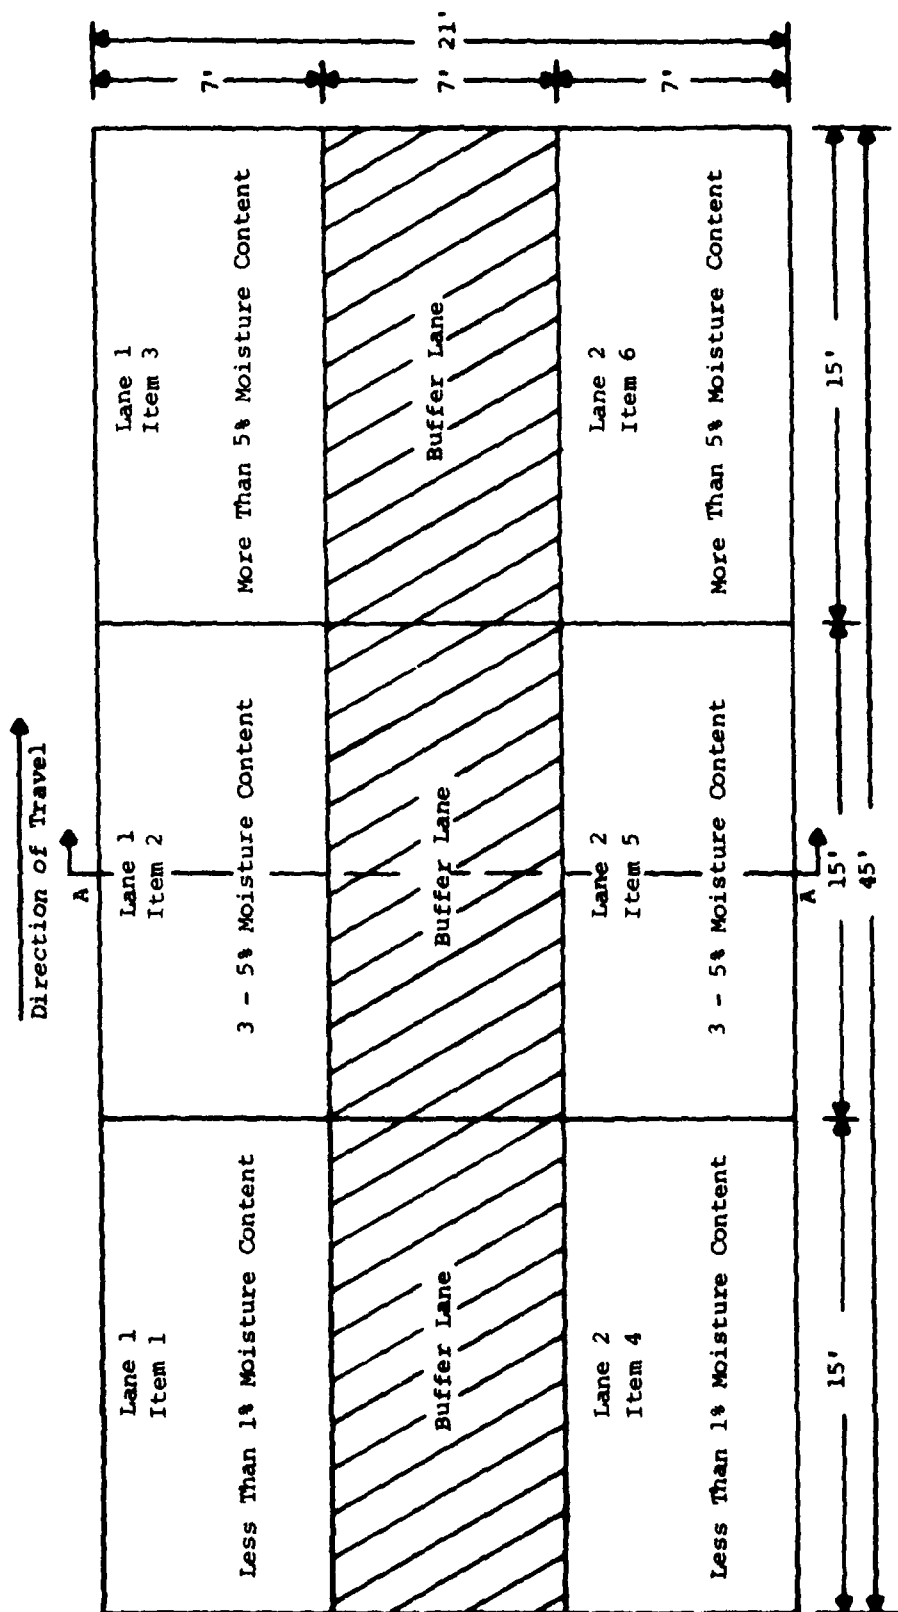 Direction of Travel
A
Lane 1
Item 1
Less Than 1% Moisture Content
Lane 1
Item 2
3 - 5% Moisture Content
Lane 1
Item 3
More Than 5% Moisture Content
7'
Buffer Lane
Buffer Lane
Buffer Lane
7'
21'
Lane 2
Item 4
Less Than 1% Moisture Content
Lane 2
Item 5
3 - 5% Moisture Content
Lane 2
Item 6
More Than 5% Moisture Content
7'
A
15'
15'
15'
45'